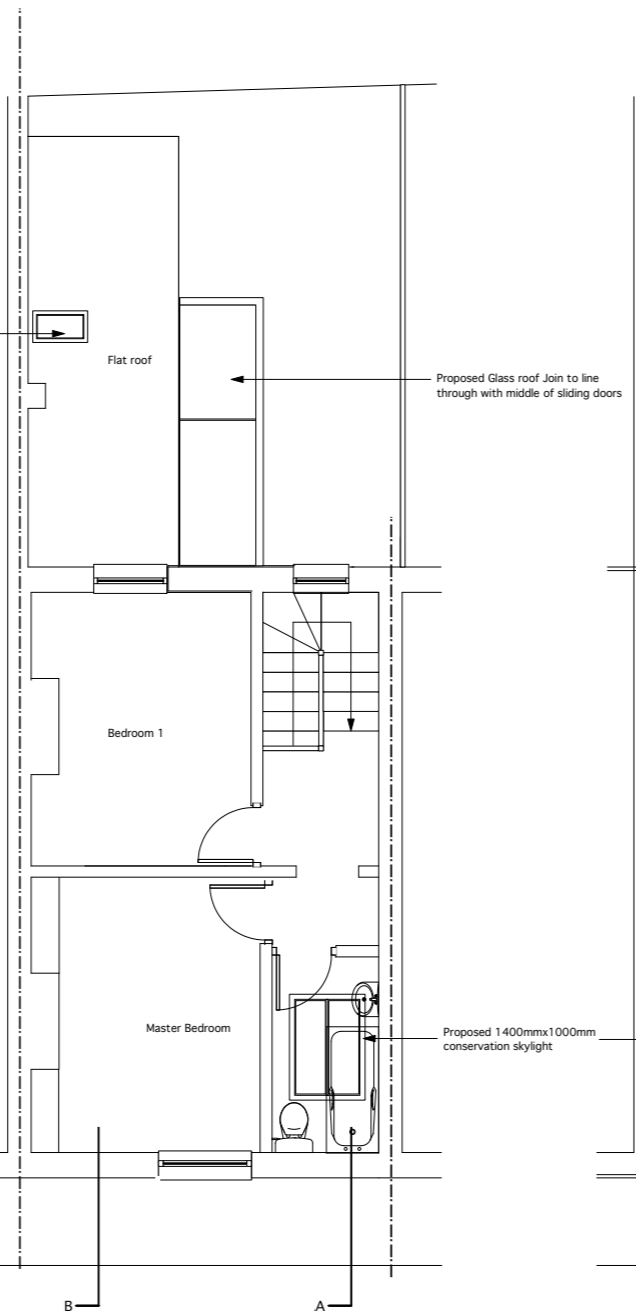 Flat roof
Proposed Glass roof Join to line
through with middle of sliding doors
Bedroom 1
Master Bedroom
Proposed 1400mmx1000mm
conservation skylight
B
A